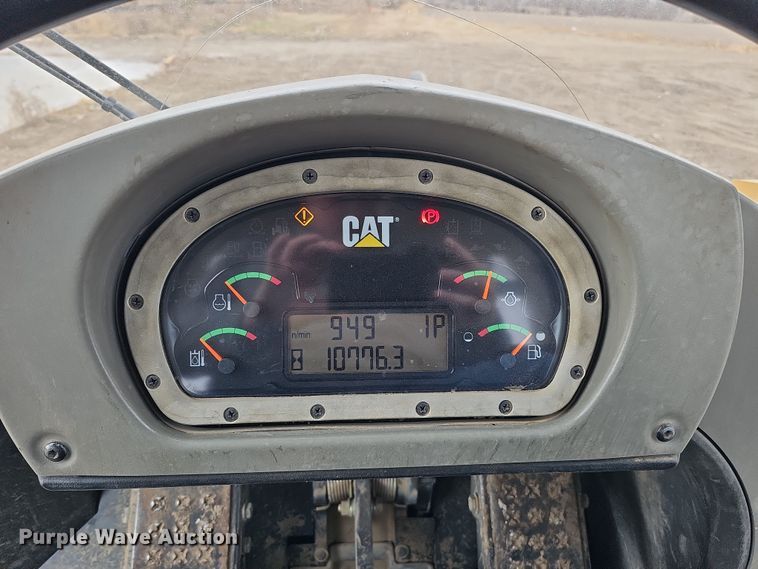 CAT®
P
n/min 949 1P
10776.3
Purple Wave Auction